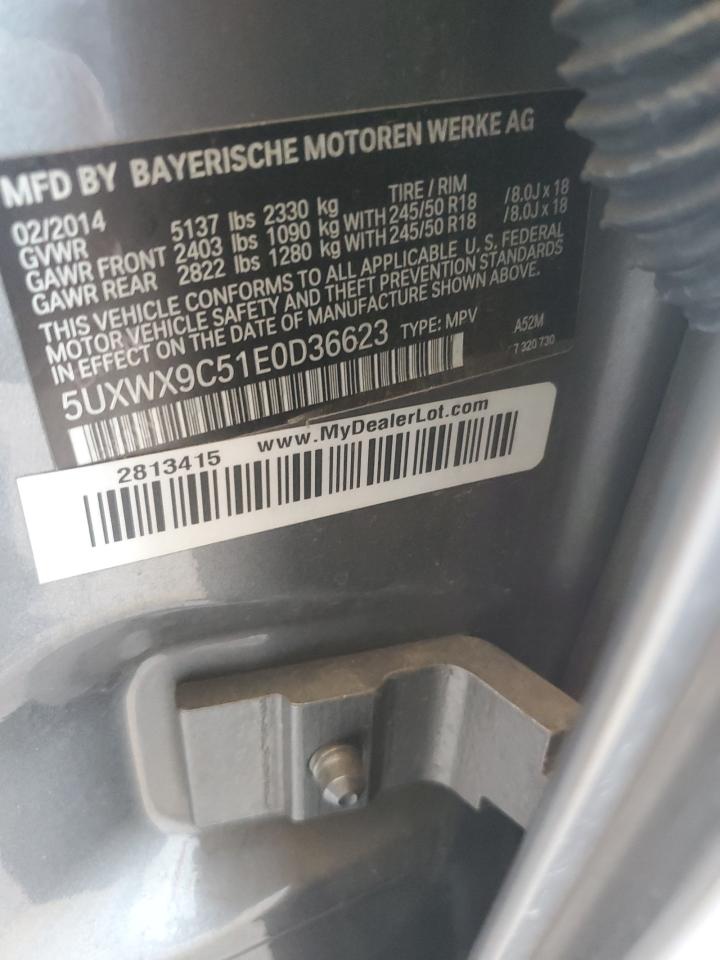 MFD BY BAYERISCHE MOTOREN WERKE AG
02/2014 TIRE / RIM
GVWR 5137 lbs 2330 kg
GAWR FRONT 2403 lbs 1090 kg WITH 245/50 R18 /8.0J x 18
GAWR REAR 2822 lbs 1280 kg WITH 245/50 R18 /8.0J x 18
THIS VEHICLE CONFORMS TO ALL APPLICABLE U.S. FEDERAL
MOTOR VEHICLE SAFETY AND THEFT PREVENTION STANDARDS
IN EFFECT ON THE DATE OF MANUFACTURE SHOWN ABOVE.
5UXWX9C51E0D36623 TYPE: MPV A52M
7 320 730
2813415 www.MyDealerLot.com